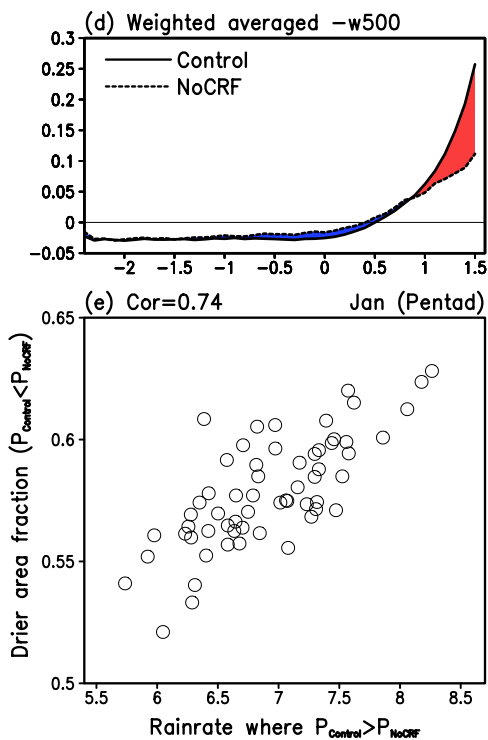 (d) Weighted averaged -w500
0.3
0.25
0.2
0.15
0.1
0.05
0
-0.05
Control
NoCRF
-2 -1.5 -1 -0.5 0 0.5 1 1.5
(e) Cor=0.74 Jan (Pentad)
0.65
0.6
0.55
0.5
Drier area fraction (PControl<PNoCRF)
5.5 6 6.5 7 7.5 8 8.5
Rainrate where PControl>PNoCRF